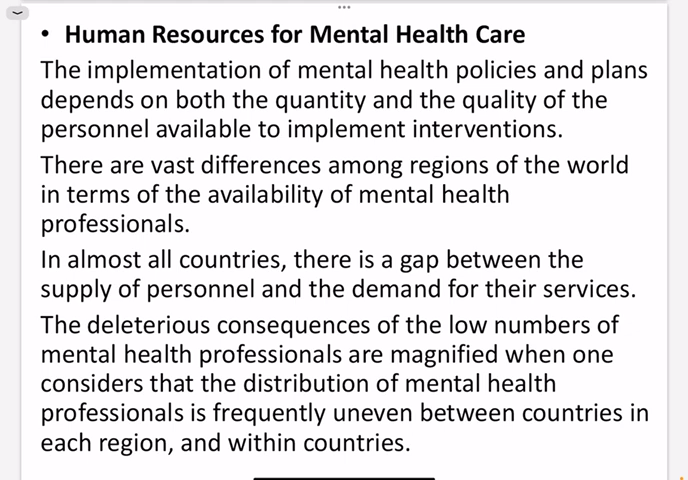 • Human Resources for Mental Health Care
The implementation of mental health policies and plans
depends on both the quantity and the quality of the
personnel available to implement interventions.
There are vast differences among regions of the world
in terms of the availability of mental health
professionals.
In almost all countries, there is a gap between the
supply of personnel and the demand for their services.
The deleterious consequences of the low numbers of
mental health professionals are magnified when one
considers that the distribution of mental health
professionals is frequently uneven between countries in
each region, and within countries.